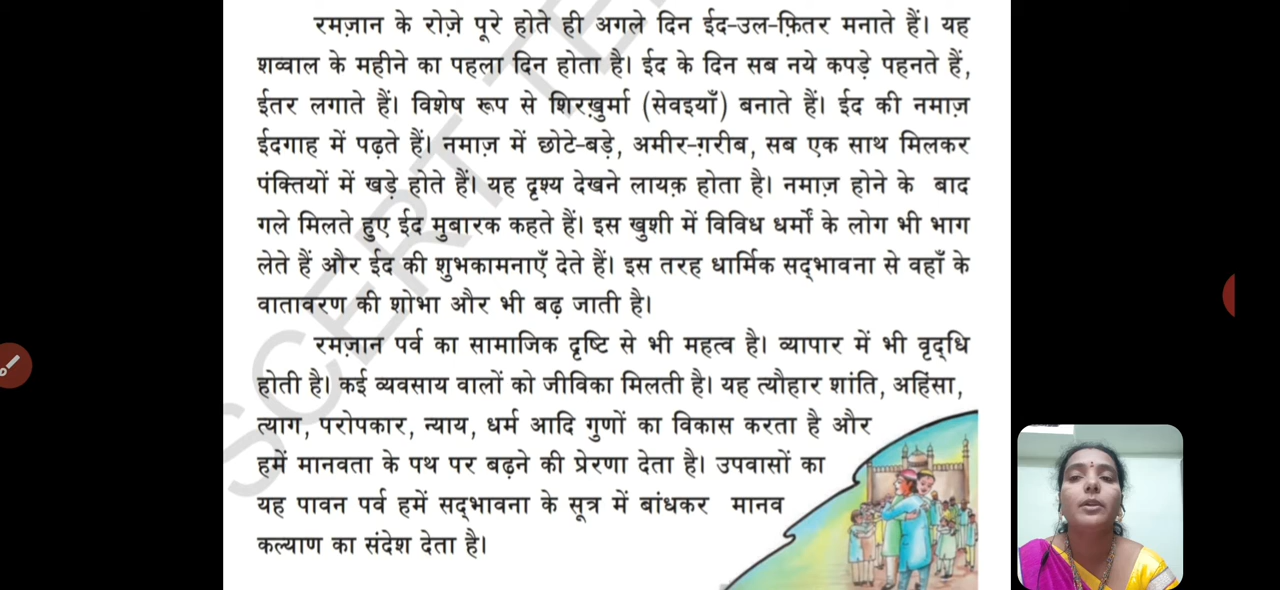 रमज़ान के रोज़े पूरे होते ही अगले दिन ईद-उल-फ़ितर मनाते हैं। यह
शव्वाल के महीने का पहला दिन होता है। ईद के दिन सब नये कपड़े पहनते हैं,
ईतर लगाते हैं। विशेष रूप से शिरख़ुर्मा (सेवइयाँ) बनाते हैं। ईद की नमाज़
ईदगाह में पढ़ते हैं। नमाज़ में छोटे-बड़े, अमीर-ग़रीब, सब एक साथ मिलकर
पंक्तियों में खड़े होते हैं। यह दृश्य देखने लायक़ होता है। नमाज़ होने के बाद
गले मिलते हुए ईद मुबारक कहते हैं। इस खुशी में विविध धर्मों के लोग भी भाग
लेते हैं और ईद की शुभकामनाएँ देते हैं। इस तरह धार्मिक सद्‌भावना से वहाँ के
वातावरण की शोभा और भी बढ़ जाती है।
रमज़ान पर्व का सामाजिक दृष्टि से भी महत्व है। व्यापार में भी वृद्‌धि
होती है। कई व्यवसाय वालों को जीविका मिलती है। यह त्यौहार शांति, अहिंसा,
त्याग, परोपकार, न्याय, धर्म आदि गुणों का विकास करता है और
हमें मानवता के पथ पर बढ़ने की प्रेरणा देता है। उपवासों का
यह पावन पर्व हमें सद्‌भावना के सूत्र में बांधकर मानव
कल्याण का संदेश देता है।
SCERT TE